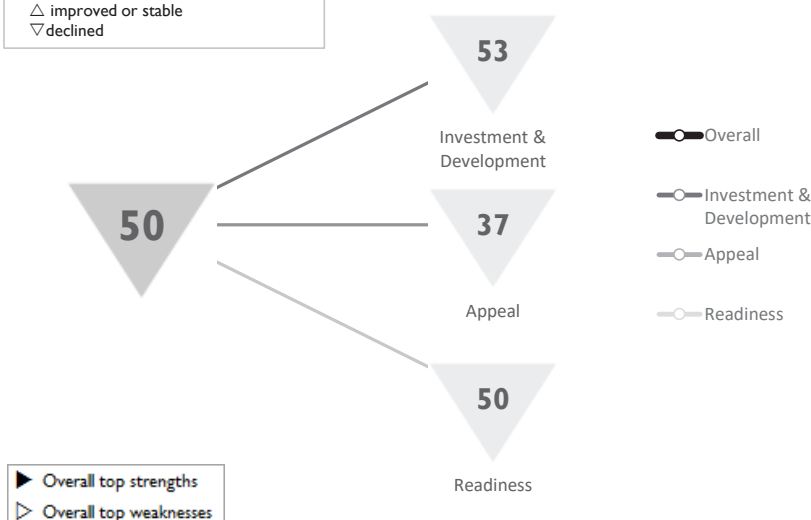 △ improved or stable
▽ declined
53
Investment &
Development
50
37
Appeal
50
Readiness
Overall
Investment &
Development
Appeal
Readiness
▶ Overall top strengths
▷ Overall top weaknesses